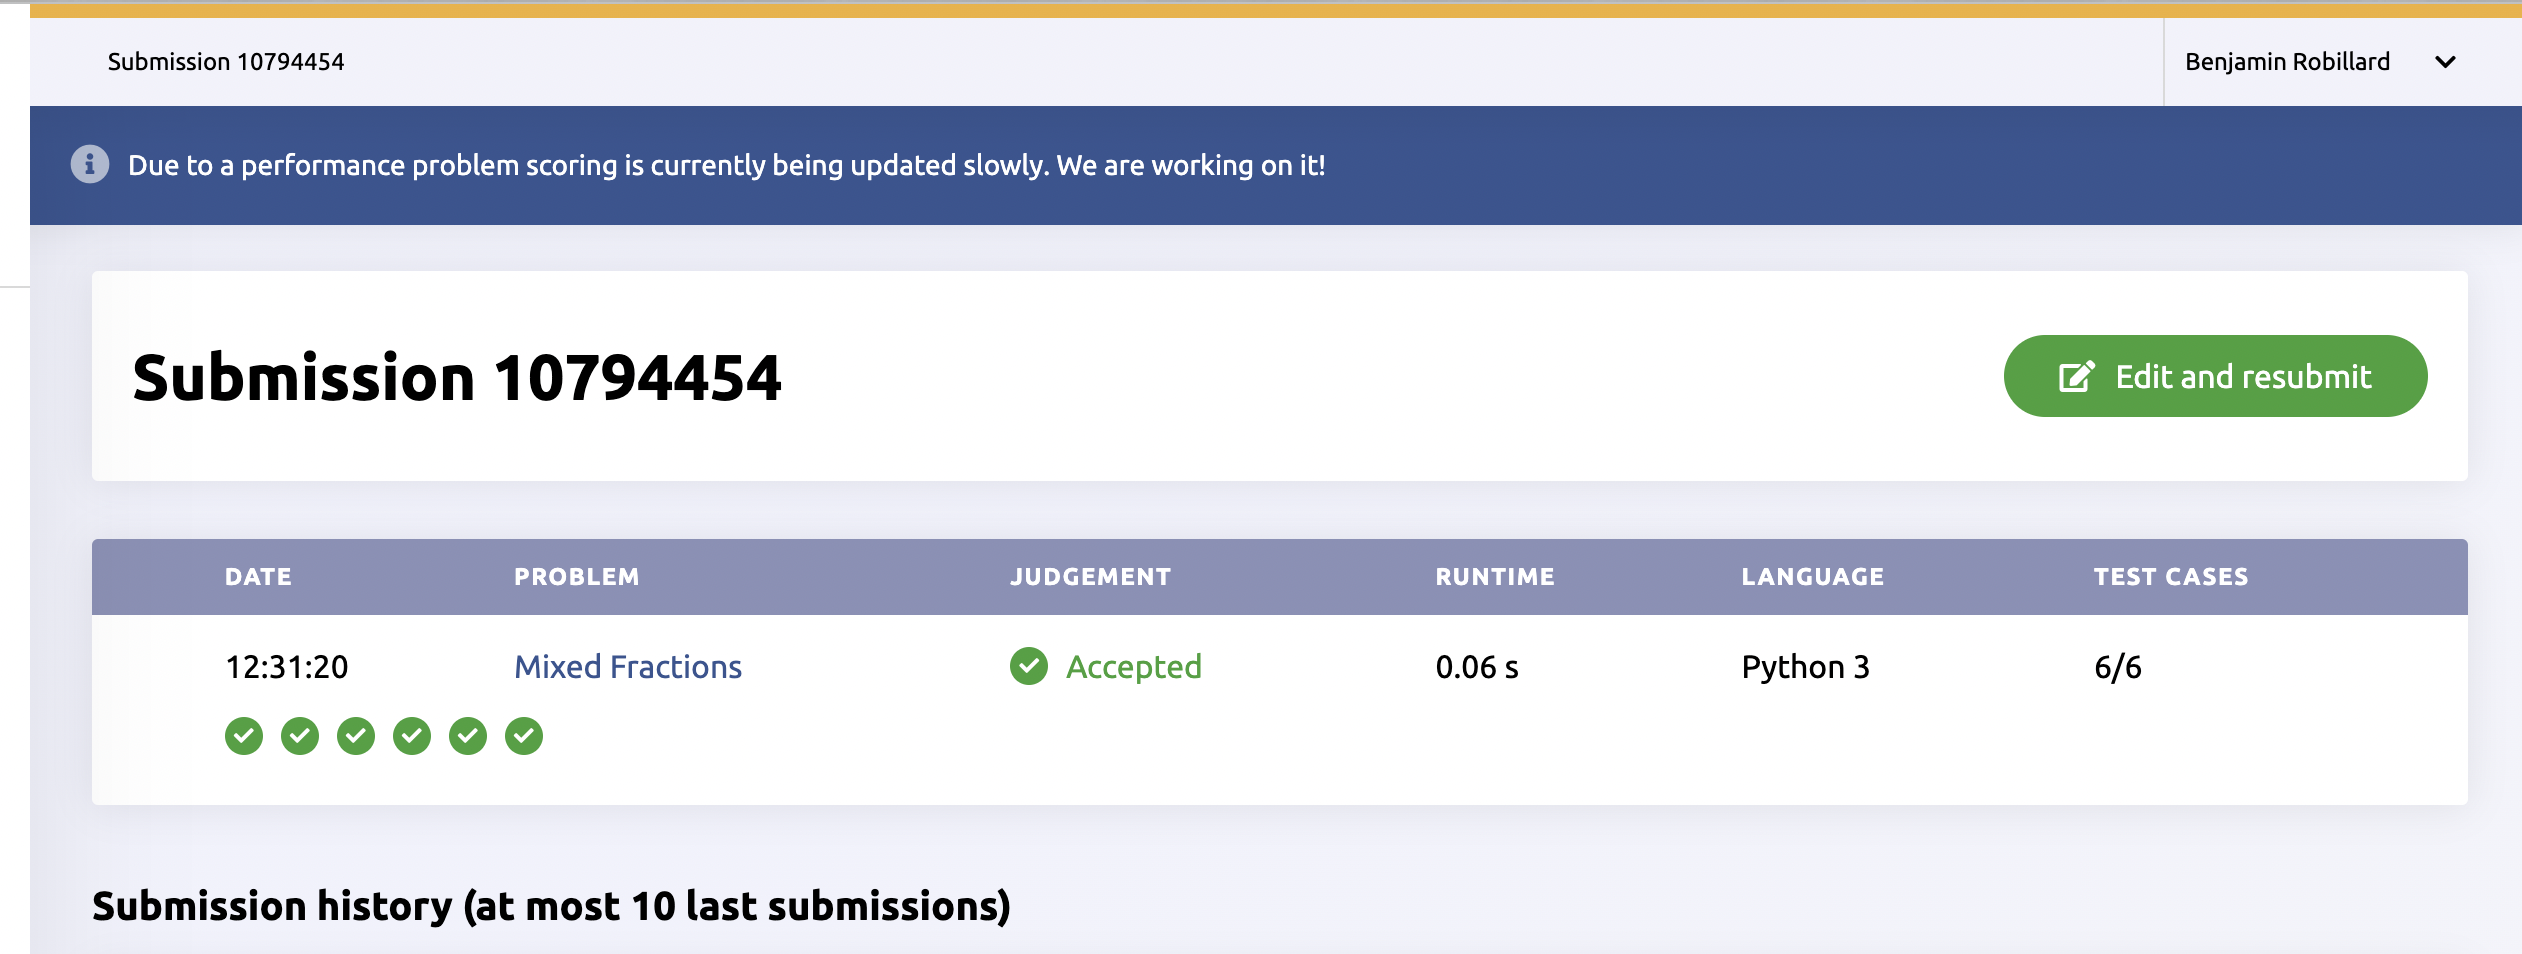 Submission 10794454
Benjamin Robillard
Due to a performance problem scoring is currently being updated slowly. We are working on it!
Submission 10794454
Edit and resubmit
DATE PROBLEM JUDGEMENT RUNTIME LANGUAGE TEST CASES
12:31:20 Mixed Fractions Accepted 0.06 s Python 3 6/6
Submission history (at most 10 last submissions)